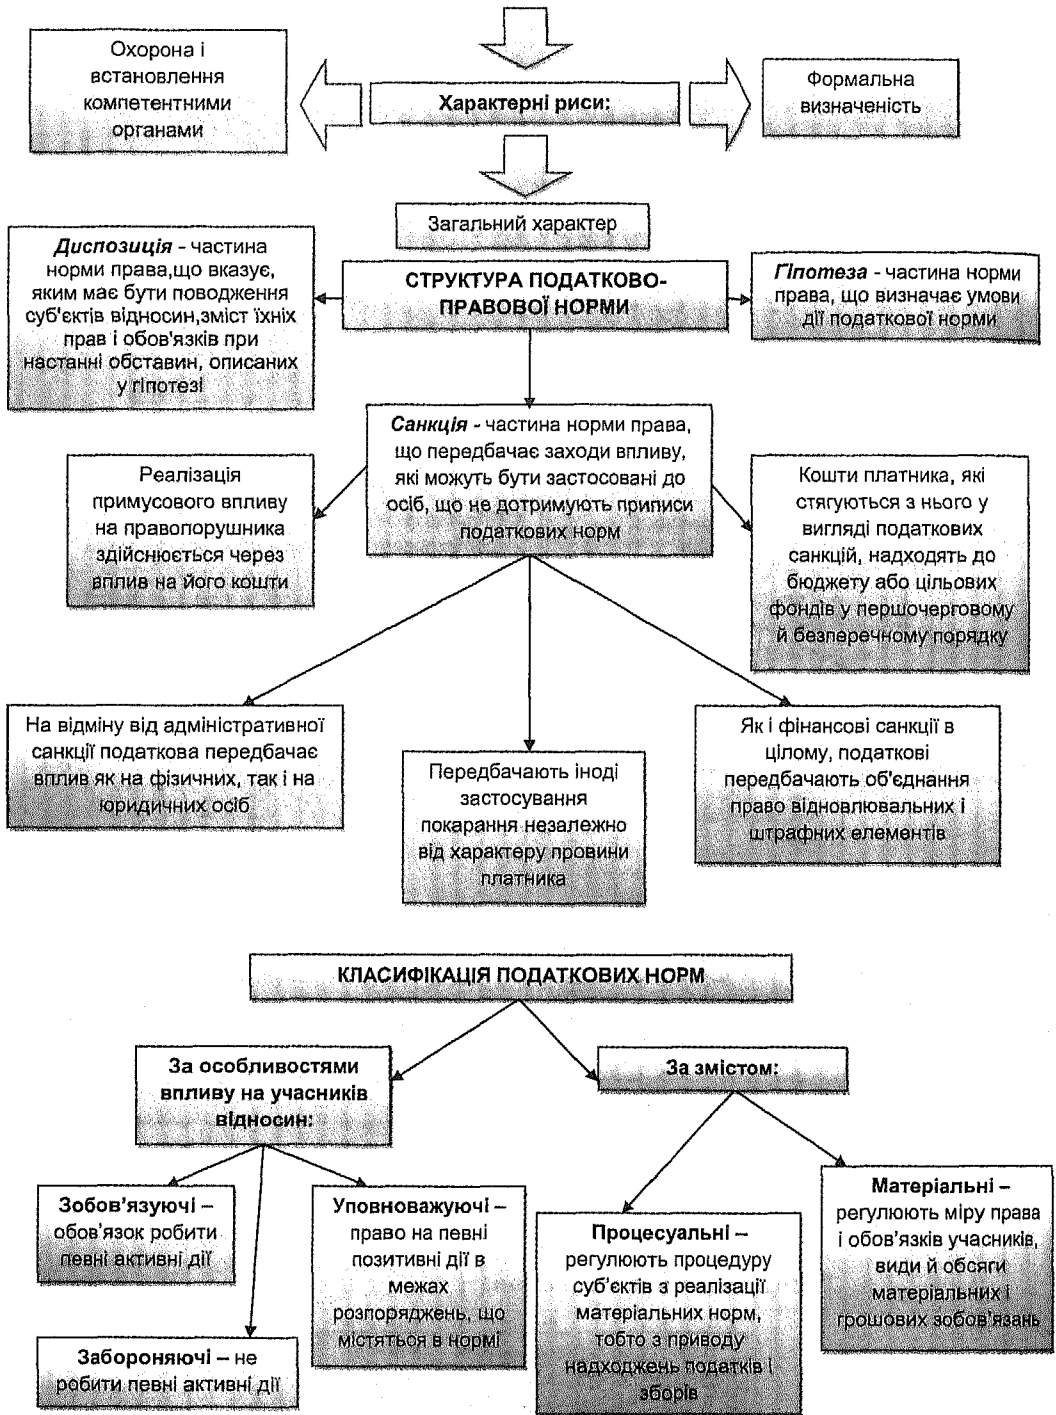 Охорона і
встановлення
компетентними
органами
Характерні риси:
Формальна
визначеність
Загальний характер
Диспозиція - частина
норми права,що вказує,
яким має бути поводження
суб'єктів відносин,зміст їхніх
прав і обов'язків при
настанні обставин, описаних
у гіпотезі
СТРУКТУРА ПОДАТКОВО-
ПРАВОВОЇ НОРМИ
Гіпотеза - частина норми
права, що визначає умови
дії податкової норми
Санкція - частина норми права,
що передбачає заходи впливу,
які можуть бути застосовані до
осіб, що не дотримують приписи
податкових норм
Реалізація
примусового впливу
на правопорушника
здійснюється через
вплив на його кошти
Кошти платника, які
стягуються з нього у
вигляді податкових
санкцій, надходять до
бюджету або цільових
фондів у першочерговому
й безперечному порядку
На відміну від адміністративної
санкції податкова передбачає
вплив як на фізичних, так і на
юридичних осіб
Передбачають іноді
застосування
покарання незалежно
від характеру провини
платника
Як і фінансові санкції в
цілому, податкові
передбачають об'єднання
право відновлювальних і
штрафних елементів
КЛАСИФІКАЦІЯ ПОДАТКОВИХ НОРМ
За особливостями
впливу на учасників
відносин:
За змістом:
Зобов'язуючі –
обов'язок робити
певні активні дії
Уповноважуючі –
право на певні
позитивні дії в
межах
розпоряджень, що
містяться в нормі
Забороняючі – не
робити певні активні дії
Процесуальні –
регулюють процедуру
суб'єктів з реалізації
матеріальних норм,
тобто з приводу
надходжень податків і
зборів
Матеріальні –
регулюють міру права
і обов'язків учасників,
види й обсяги
матеріальних і
грошових зобов'язань